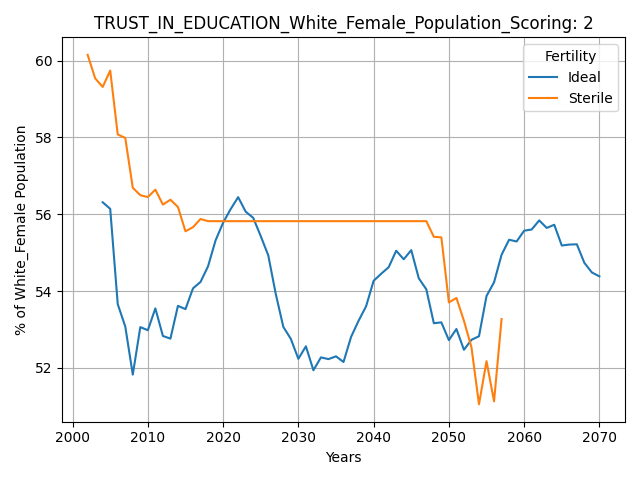 TRUST_IN_EDUCATION_White_Female_Population_Scoring: 2
Fertility
Ideal
Sterile
% of White_Female Population
60
58
56
54
52
2000 2010 2020 2030 2040 2050 2060 2070
Years